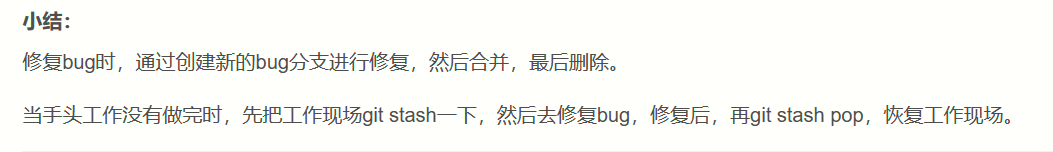 小结：
修复bug时，通过创建新的bug分支进行修复，然后合并，最后删除。
当手头工作没有做完时，先把工作现场git stash一下，然后去修复bug，修复后，再git stash pop，恢复工作现场。